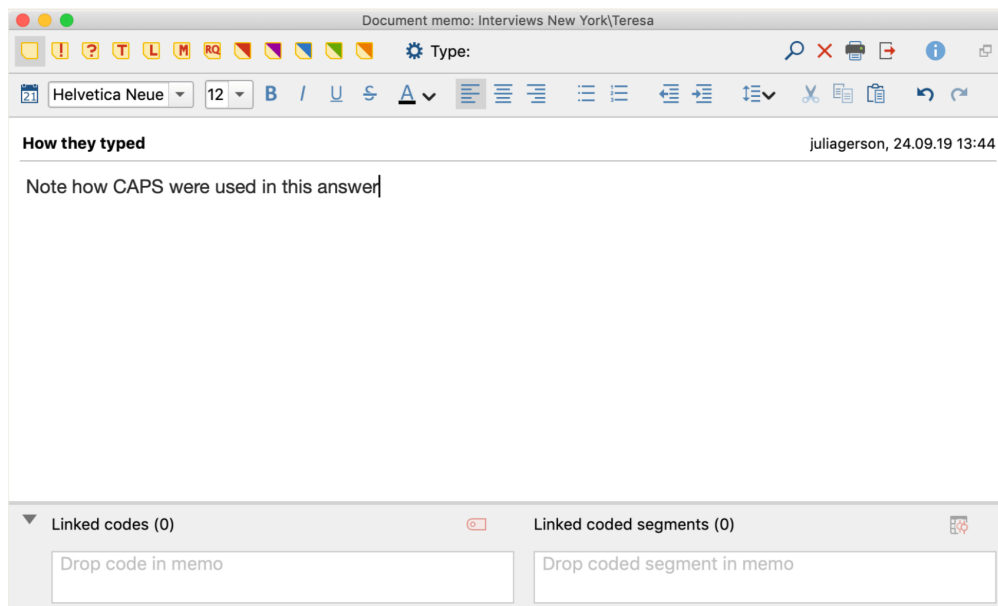 Document memo: Interviews New York\Teresa
! ? T L M RQ Type:
21 Helvetica Neue 12 B I U S A
How they typed juliagerson, 24.09.19 13:44
Note how CAPS were used in this answer
Linked codes (0) Linked coded segments (0)
Drop code in memo Drop coded segment in memo